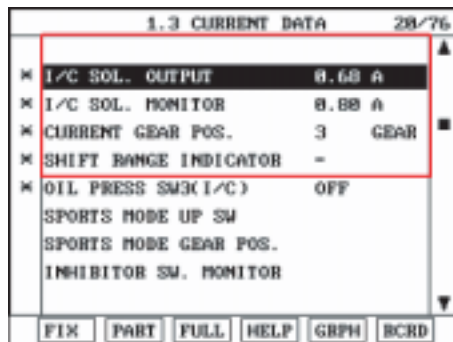 1.3 CURRENT DATA 20/76
× I/C SOL. OUTPUT 0.68 A
× I/C SOL. MONITOR 0.80 A
× CURRENT GEAR POS. 3 GEAR
× SHIFT RANGE INDICATOR -
× OIL PRESS SW3(I/C) OFF
SPORTS MODE UP SW
SPORTS MODE GEAR POS.
INHIBITOR SW. MONITOR
FIX PART FULL HELP GRPH RCRD